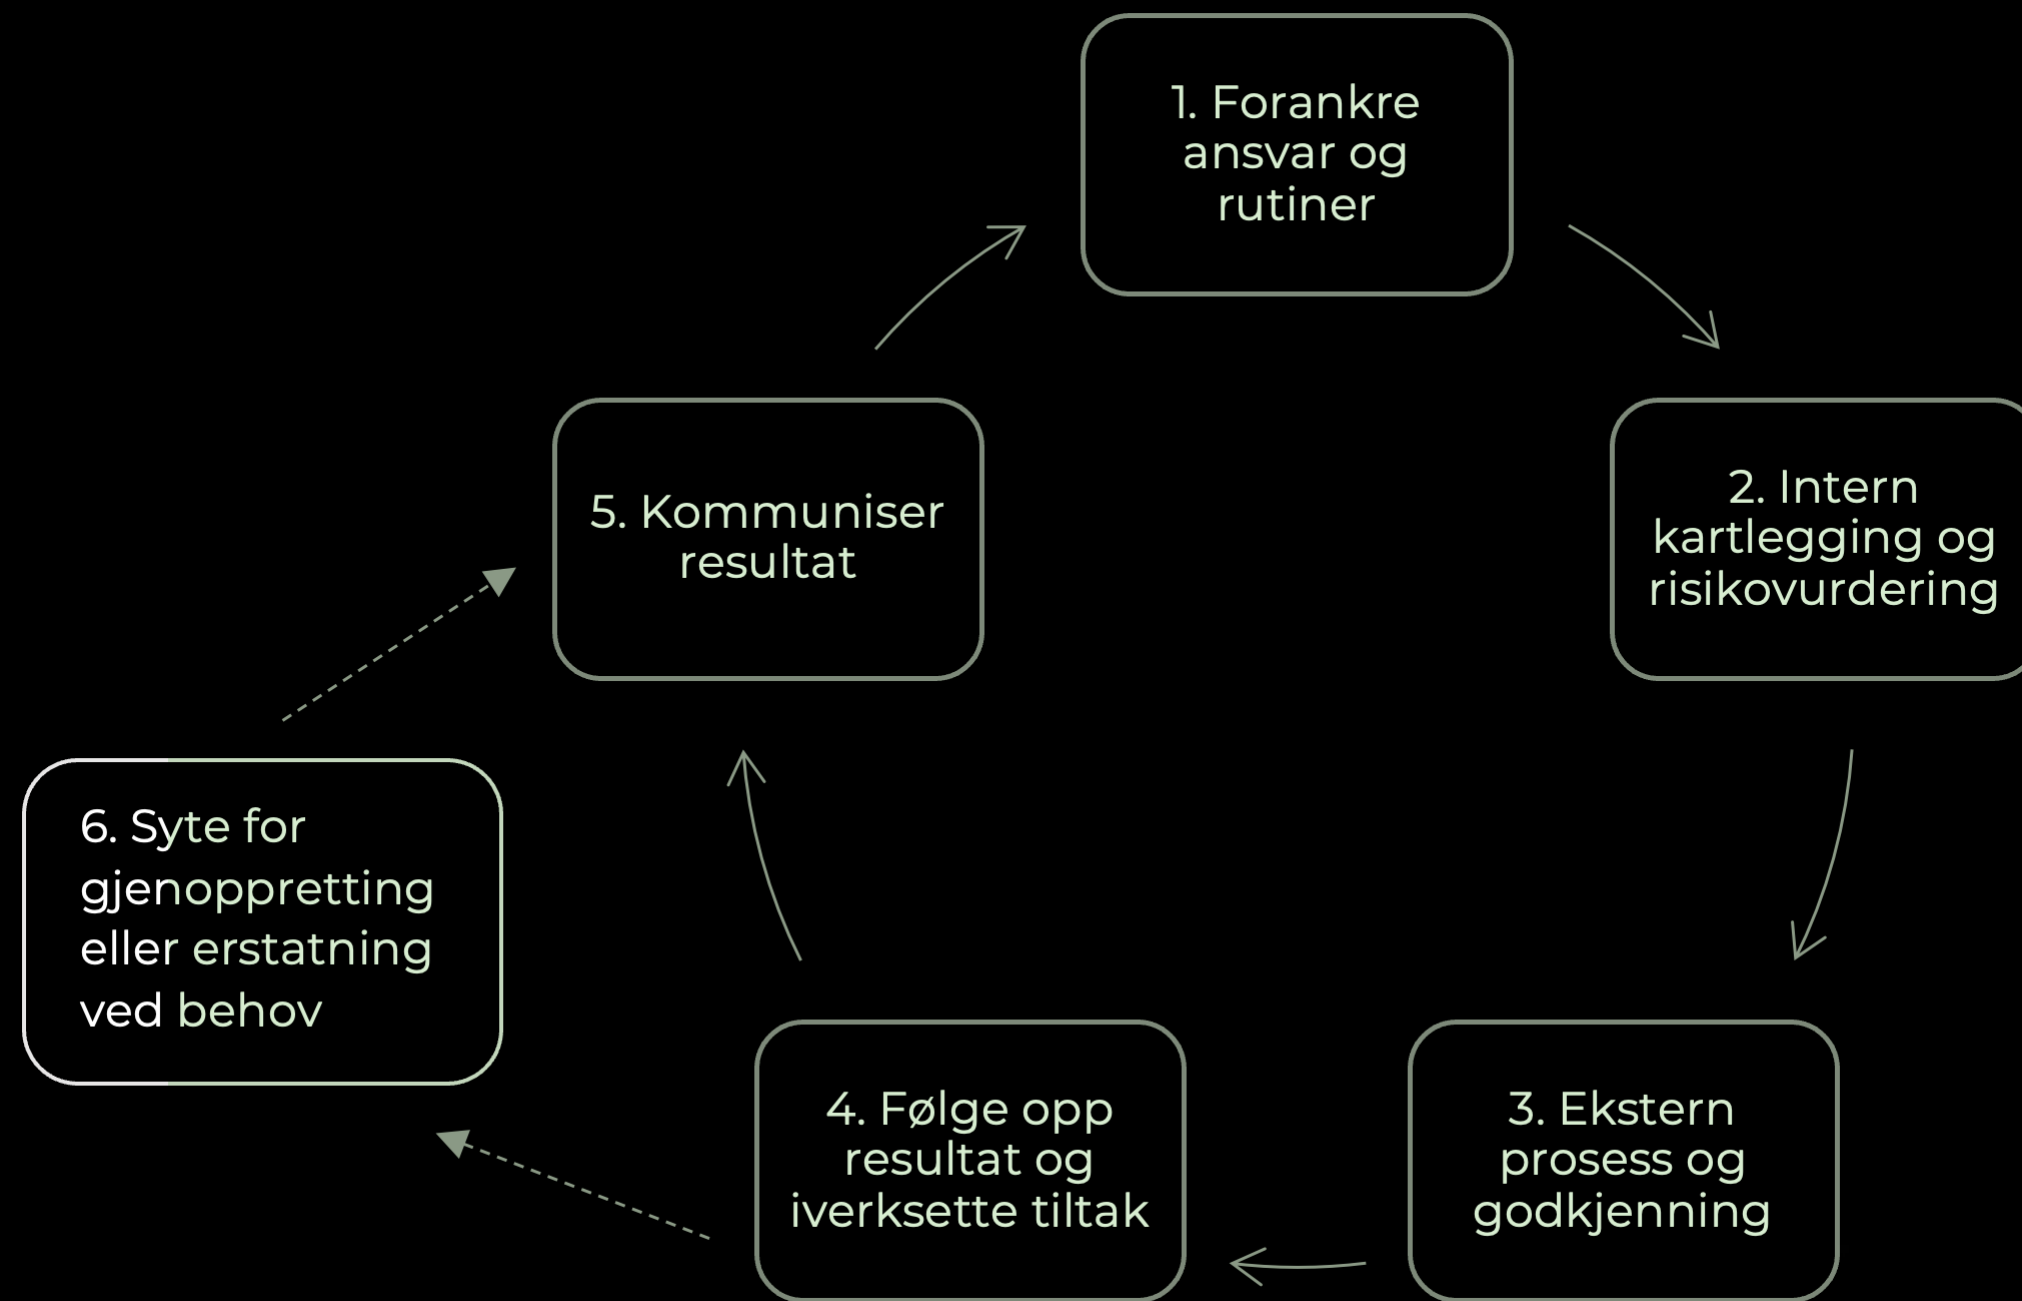 1. Forankre
ansvar og
rutiner
2. Intern
kartlegging og
risikovurdering
3. Ekstern
prosess og
godkjenning
4. Følge opp
resultat og
iverksette tiltak
5. Kommuniser
resultat
6. Syte for
gjenoppretting
eller erstatning
ved behov